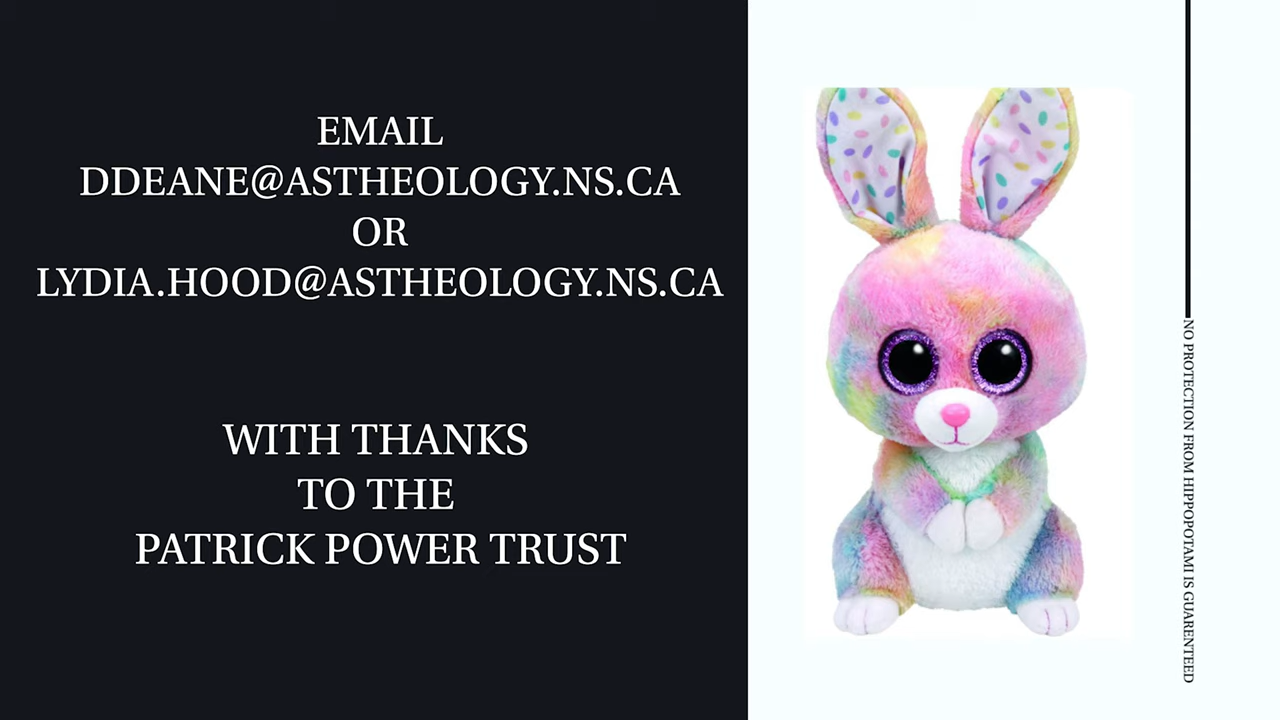 EMAIL
DDEANE@ASTHEOLOGY.NS.CA
OR
LYDIA.HOOD@ASTHEOLOGY.NS.CA
WITH THANKS
TO THE
PATRICK POWER TRUST
NO PROTECTION FROM HIPPOPOTAMI IS GUARENTEED